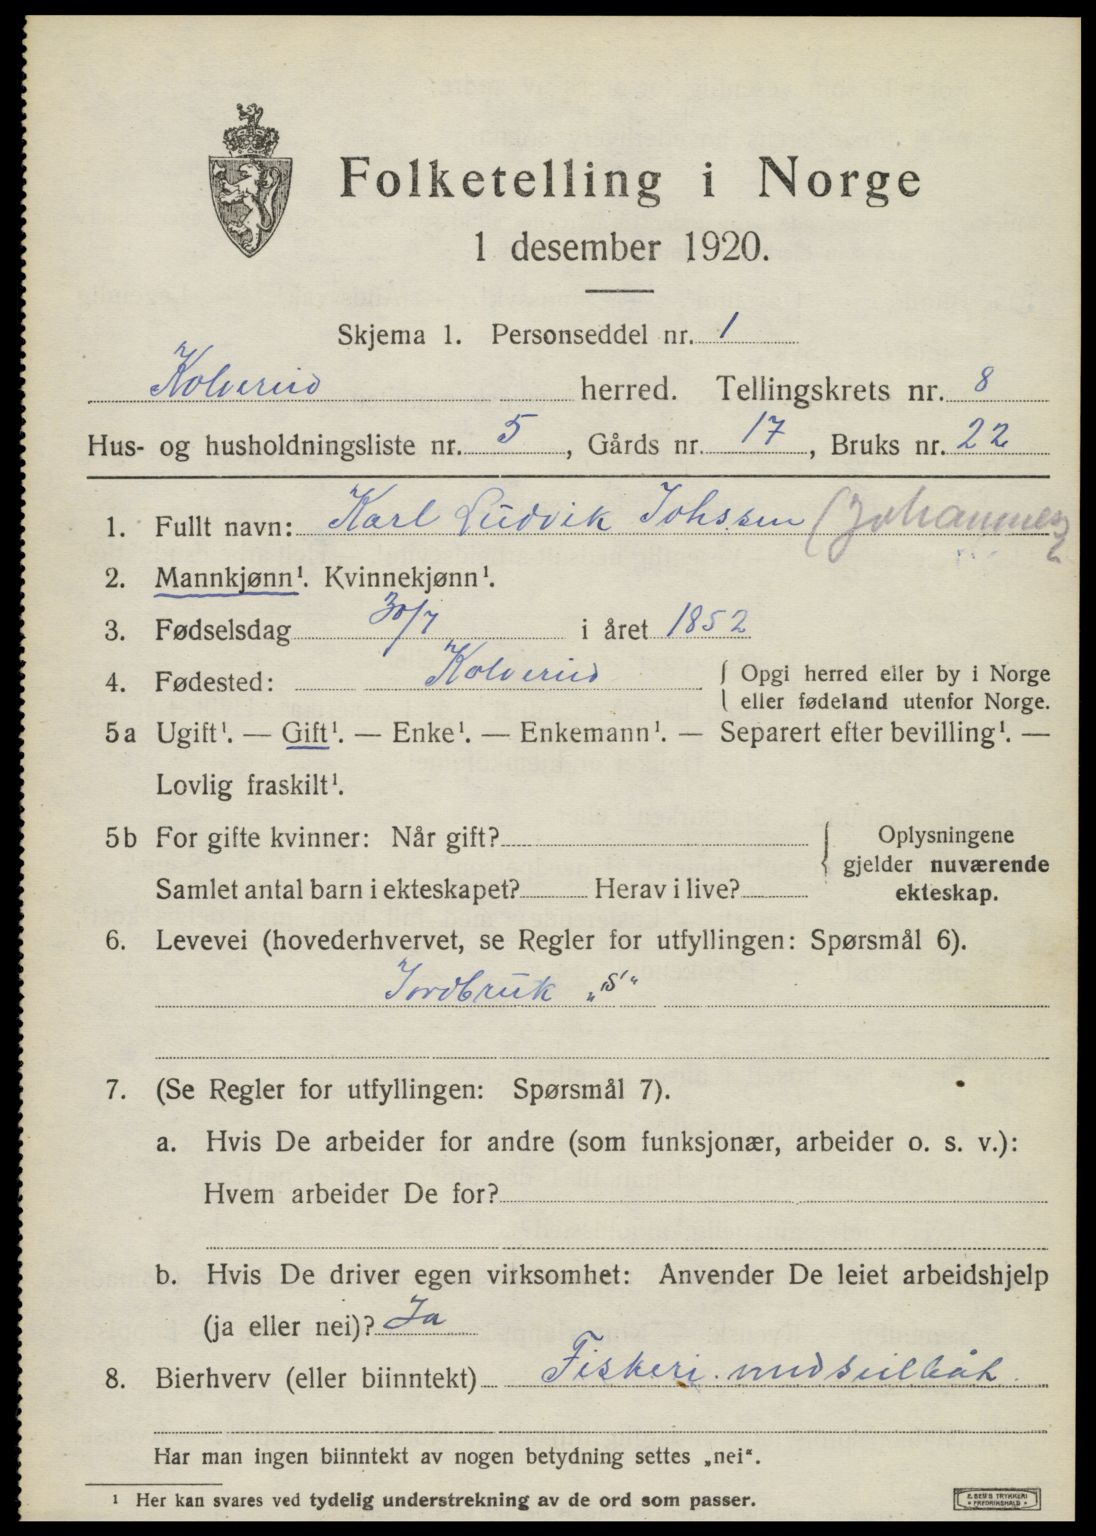 Folketelling i Norge
1 desember 1920.
Skjema 1. Personseddel nr. 1
Kolvereid herred. Tellingskrets nr. 8
Hus- og husholdningsliste nr. 5, Gårds nr. 17, Bruks nr. 22
1. Fullt navn: Karl Ludvik Johssen (Johannes
2. Mannkjønn¹. Kvinnekjønn¹.
3. Fødselsdag 30/7 i året 1852
4. Fødested: Kolvereid { Opgi herred eller by i Norge
eller fødeland utenfor Norge.
5a Ugift¹. — Gift¹. — Enke¹. — Enkemann¹. — Separert efter bevilling¹. —
Lovlig fraskilt¹.
5b For gifte kvinner: Når gift? { Oplysningene
gjelder nuværende
Samlet antal barn i ekteskapet? Herav i live? ekteskap.
6. Levevei (hovederhvervet, se Regler for utfyllingen: Spørsmål 6).
Jordbruk „S"
7. (Se Regler for utfyllingen: Spørsmål 7).
a. Hvis De arbeider for andre (som funksjonær, arbeider o. s. v.):
Hvem arbeider De for?
b. Hvis De driver egen virksomhet: Anvender De leiet arbeidshjelp
(ja eller nei)? Ja
8. Bierhverv (eller biinntekt) Fiskeri med seilbåt
Har man ingen biinntekt av nogen betydning settes „nei".
¹ Her kan svares ved tydelig understrekning av de ord som passer.
E. SEM'S TRYKKERI
FREDRIKSHALD